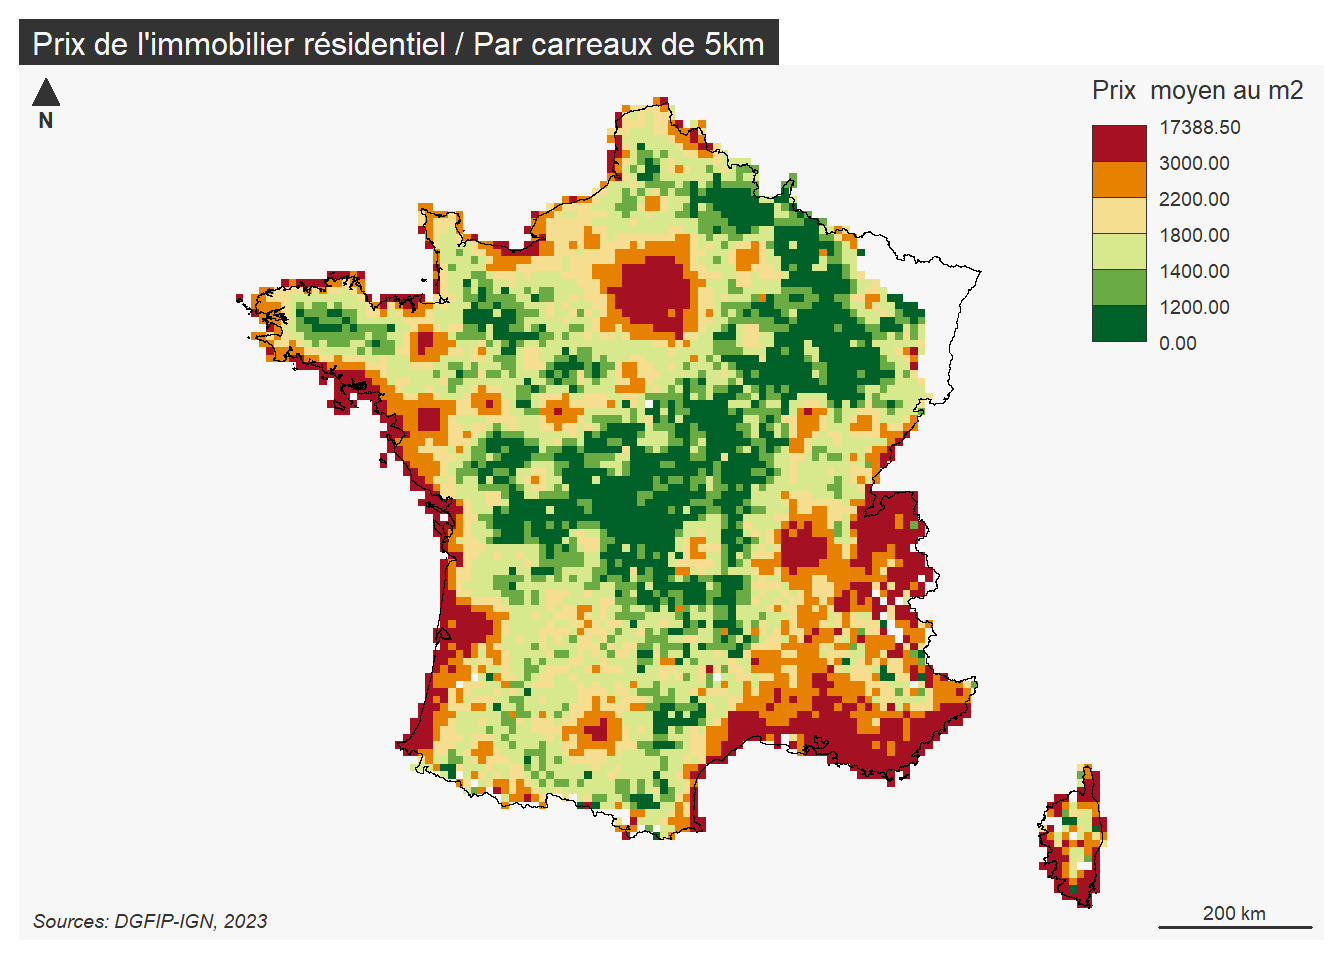 Prix de l'immobilier résidentiel / Par carreaux de 5km
N
Prix  moyen au m2
17388.50
3000.00
2200.00
1800.00
1400.00
1200.00
0.00
Sources: DGFIP-IGN, 2023
200 km